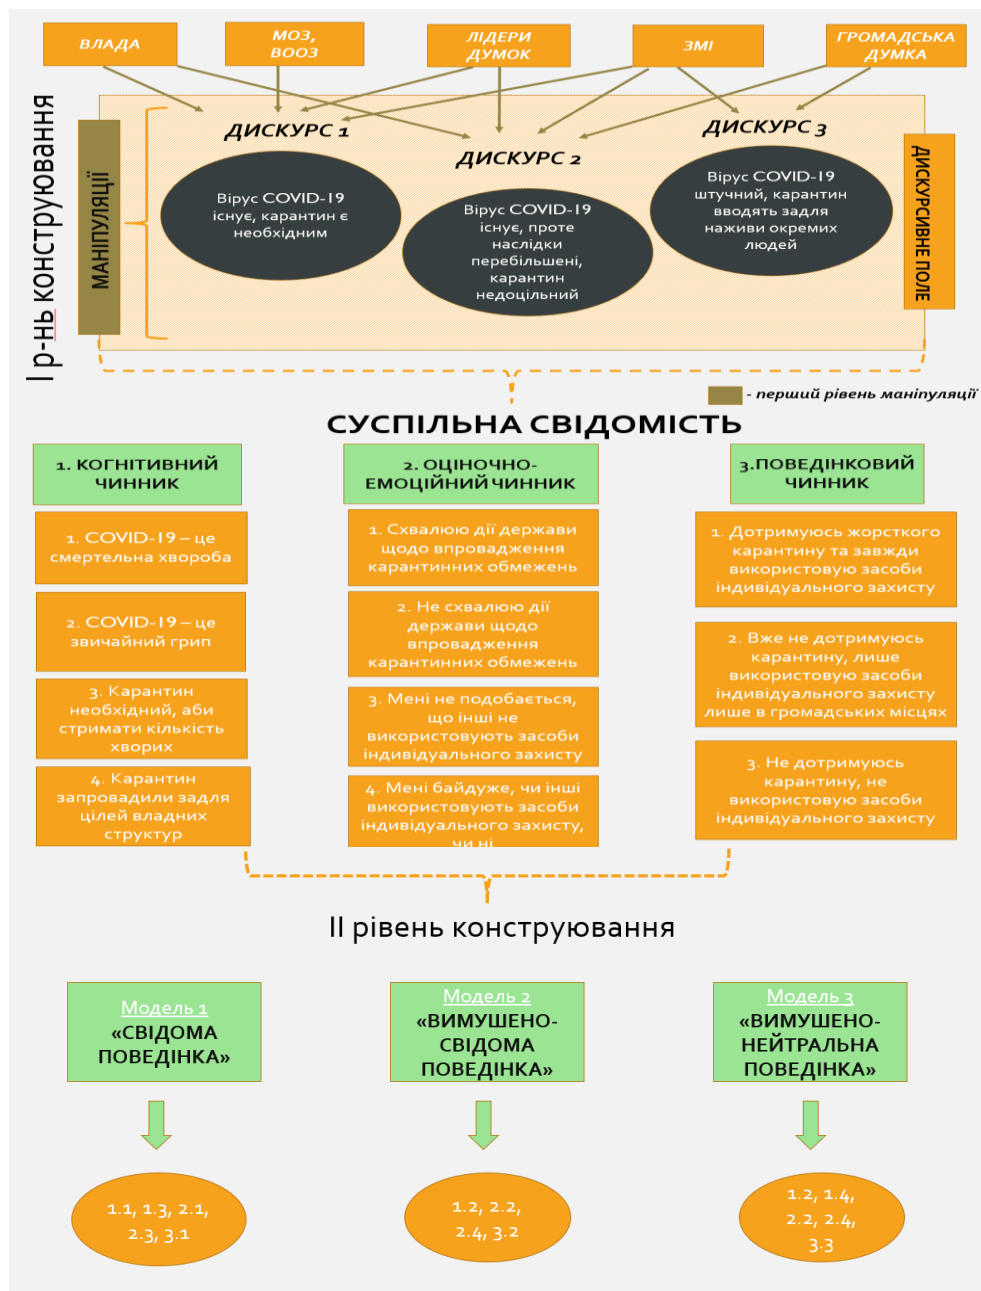 ВЛАДА
МОЗ,
ВООЗ
ЛІДЕРИ
ДУМОК
ЗМІ
ГРОМАДСЬКА
ДУМКА
І р-нь конструювання
МАНІПУЛЯЦІЇ
ДИСКУРС 1
Вірус COVID-19
існує, карантин є
необхідним
ДИСКУРС 2
Вірус COVID-19
існує, проте
наслідки
перебільшені,
карантин
недоцільний
ДИСКУРС 3
Вірус COVID-19
штучний, карантин
вводять задля
наживи окремих
людей
ДИСКУРСИВНЕ ПОЛЕ
- перший рівень маніпуляції
СУСПІЛЬНА СВІДОМІСТЬ
1. КОГНІТИВНИЙ
ЧИННИК
1. COVID-19 – це
смертельна хвороба
2. COVID-19 – це
звичайний грип
3. Карантин
необхідний, аби
стримати кількість
хворих
4. Карантин
запровадили задля
цілей владних
структур
2. ОЦІНОЧНО-
ЕМОЦІЙНИЙ ЧИННИК
1. Схвалюю дії держави
щодо впровадження
карантинних обмежень
2. Не схвалюю дії
держави щодо
впровадження
карантинних обмежень
3. Мені не подобається,
що інші не
використовують засоби
індивідуального захисту
4. Мені байдуже, чи інші
використовують засоби
індивідуального захисту,
чи ні
3.ПОВЕДІНКОВИЙ
ЧИННИК
1. Дотримуюсь жорсткого
карантину та завжди
використовую засоби
індивідуального захисту
2. Вже не дотримуюсь
карантину, лише
використовую засоби
індивідуального захисту
лише в громадських місцях
3. Не дотримуюсь
карантину, не
використовую засоби
індивідуального захисту
ІІ рівень конструювання
Модель 1
«СВІДОМА
ПОВЕДІНКА»
1.1, 1.3, 2.1,
2.3, 3.1
Модель 2
«ВИМУШЕНО-
СВІДОМА
ПОВЕДІНКА»
1.2, 2.2,
2.4, 3.2
Модель 3
«ВИМУШЕНО-
НЕЙТРАЛЬНА
ПОВЕДІНКА»
1.2, 1.4,
2.2, 2.4,
3.3